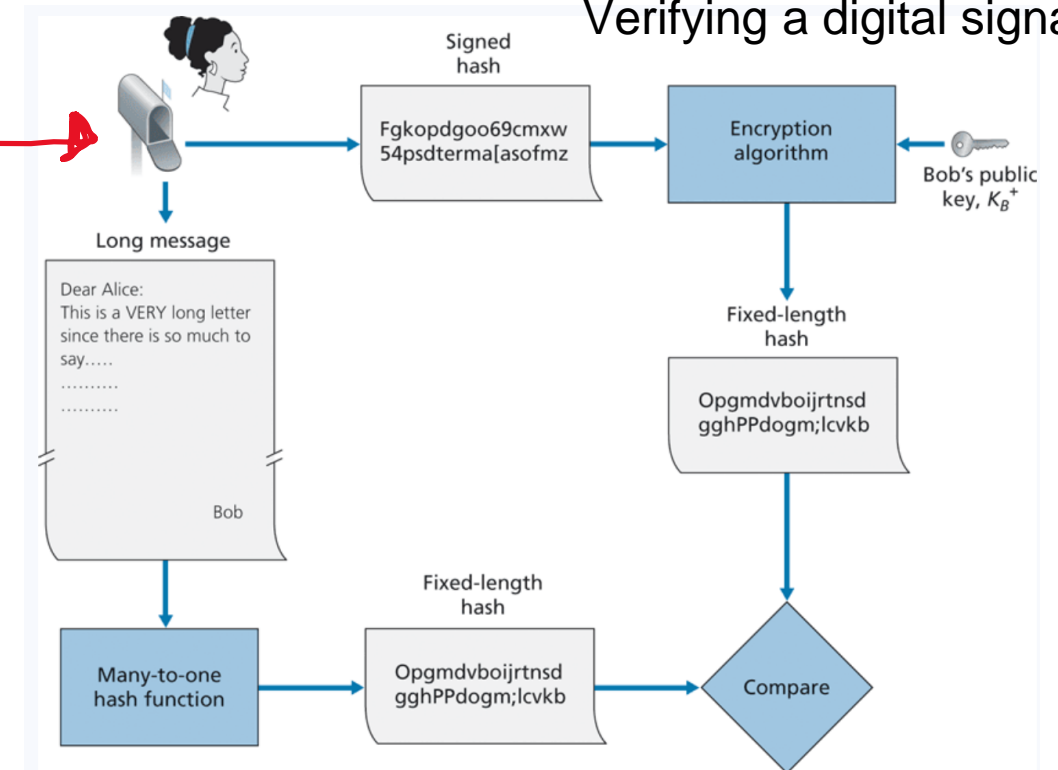 Verifying a digital signa
Signed
hash
Fgkopdgoo69cmxw
54psdterma[asofmz
Encryption
algorithm
Bob's public
key, K_B⁺
Long message
Dear Alice:
This is a VERY long letter
since there is so much to
say.....
..........
..........
Bob
Fixed-length
hash
Opgmdvboijrtnsd
gghPPdogm;lcvkb
Many-to-one
hash function
Fixed-length
hash
Opgmdvboijrtnsd
gghPPdogm;lcvkb
Compare